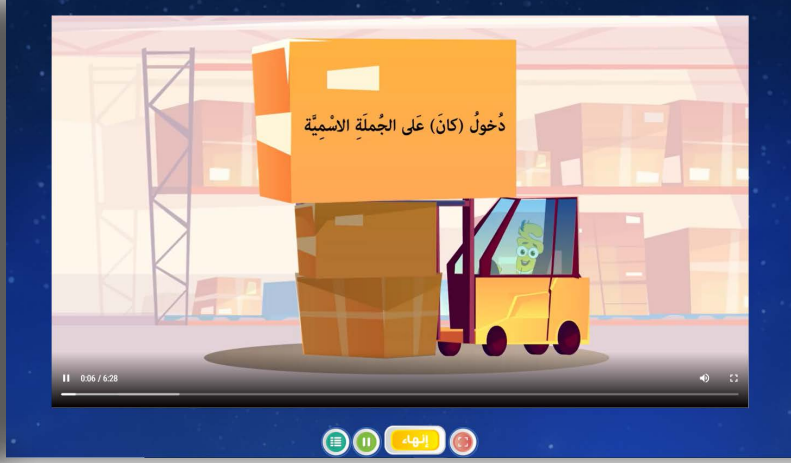 دُخولُ (كانَ) عَلى الجُملَةِ الاسْمِيَّة
0:06 / 6:28
إنهاء